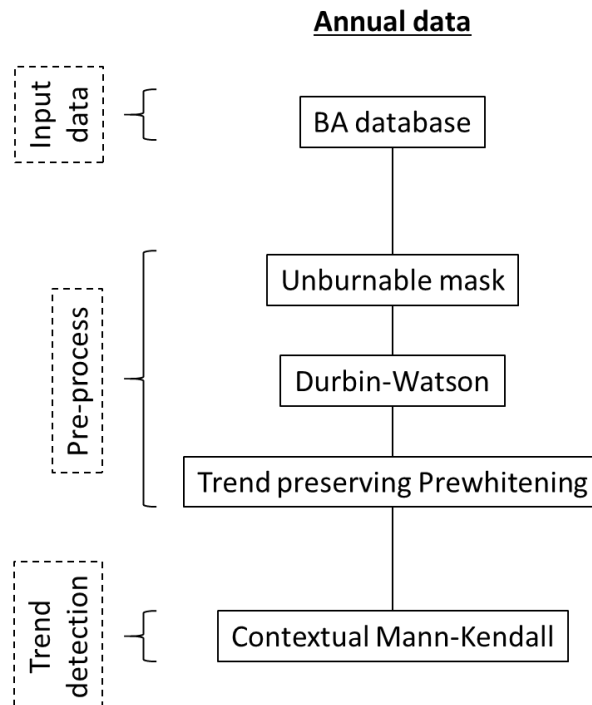 Annual data
Input
data
BA database
Pre-process
Unburnable mask
Durbin-Watson
Trend preserving Prewhitening
Trend
detection
Contextual Mann-Kendall